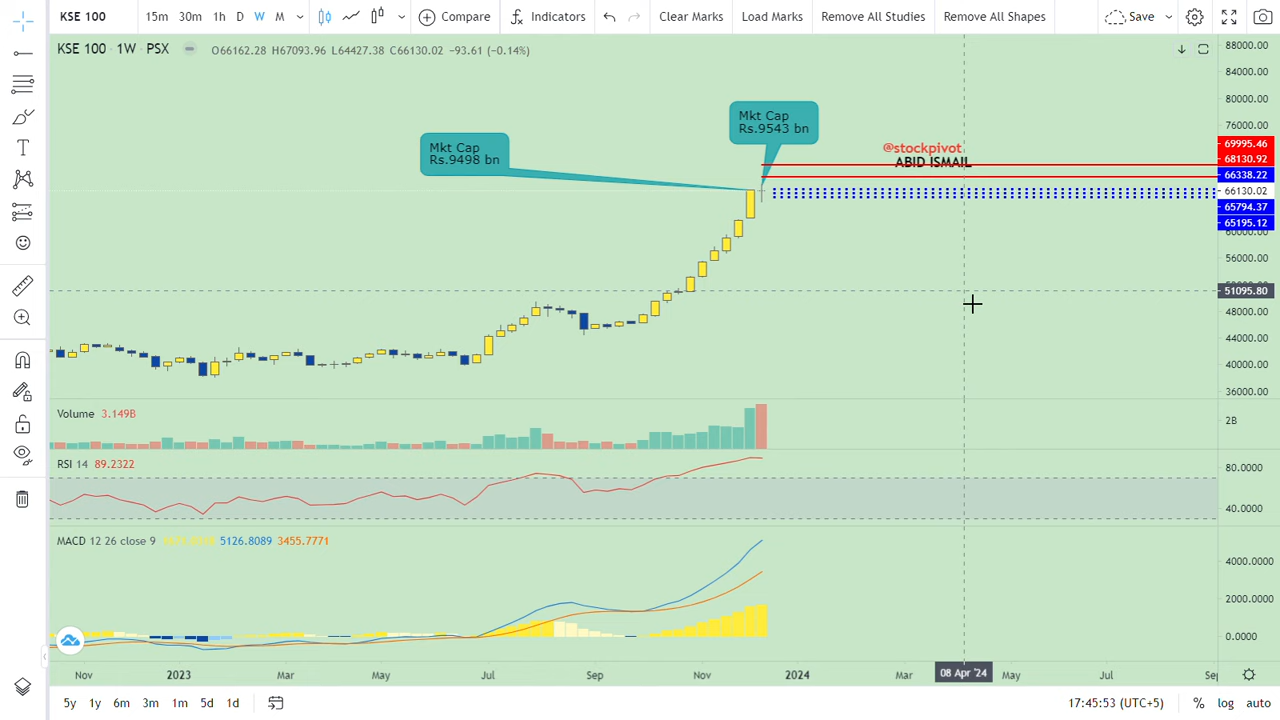 KSE 100
15m 30m 1h D W M
Compare
Indicators
Clear Marks
Load Marks
Remove All Studies
Remove All Shapes
Save
KSE 100 · 1W · PSX
O66162.28 H67093.96 L64427.38 C66130.02 −93.61 (−0.14%)
Mkt Cap
Rs.9498 bn
Mkt Cap
Rs.9543 bn
@stockpivot
ABID ISMAIL
88000.00
84000.00
80000.00
76000.00
69995.46
68130.92
66338.22
66130.02
65794.37
65195.12
60000.00
56000.00
51095.80
48000.00
44000.00
40000.00
36000.00
Volume 3.149B
2B
RSI 14 89.2322
80.0000
40.0000
MACD 12 26 close 9 5126.8089 3455.7771
4000.0000
2000.0000
0.0000
Nov 2023 Mar May Jul Sep Nov 2024 Mar 08 Apr '24 May Jul
5y 1y 6m 3m 1m 5d 1d
17:45:53 (UTC+5) % log auto